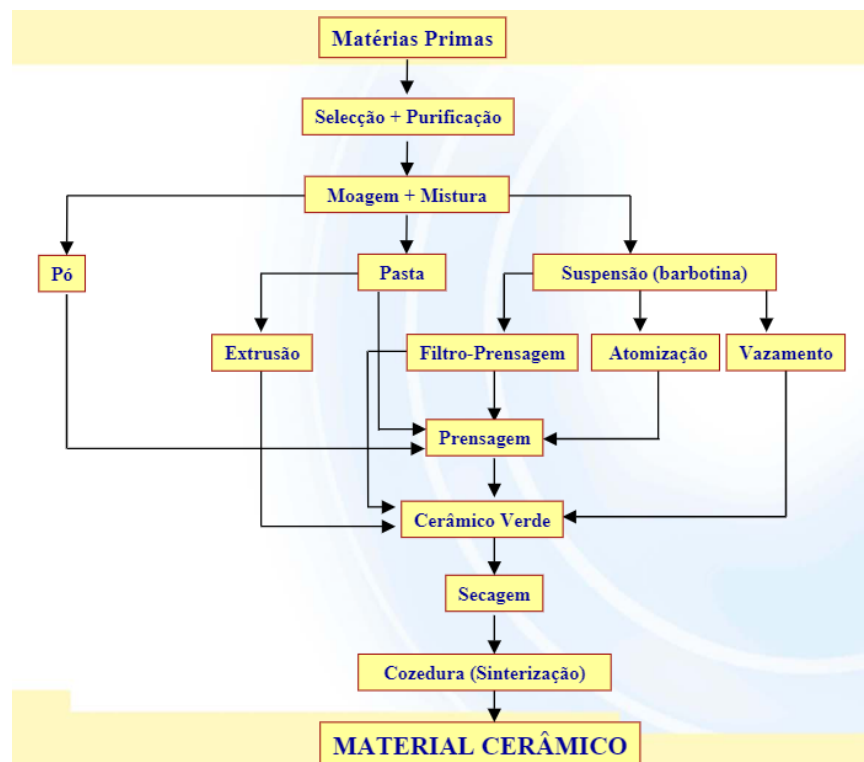 Matérias Primas
Selecção + Purificação
Moagem + Mistura
Pó
Pasta
Suspensão (barbotina)
Extrusão
Filtro-Prensagem
Atomização
Vazamento
Prensagem
Cerâmico Verde
Secagem
Cozedura (Sinterização)
MATERIAL CERÂMICO